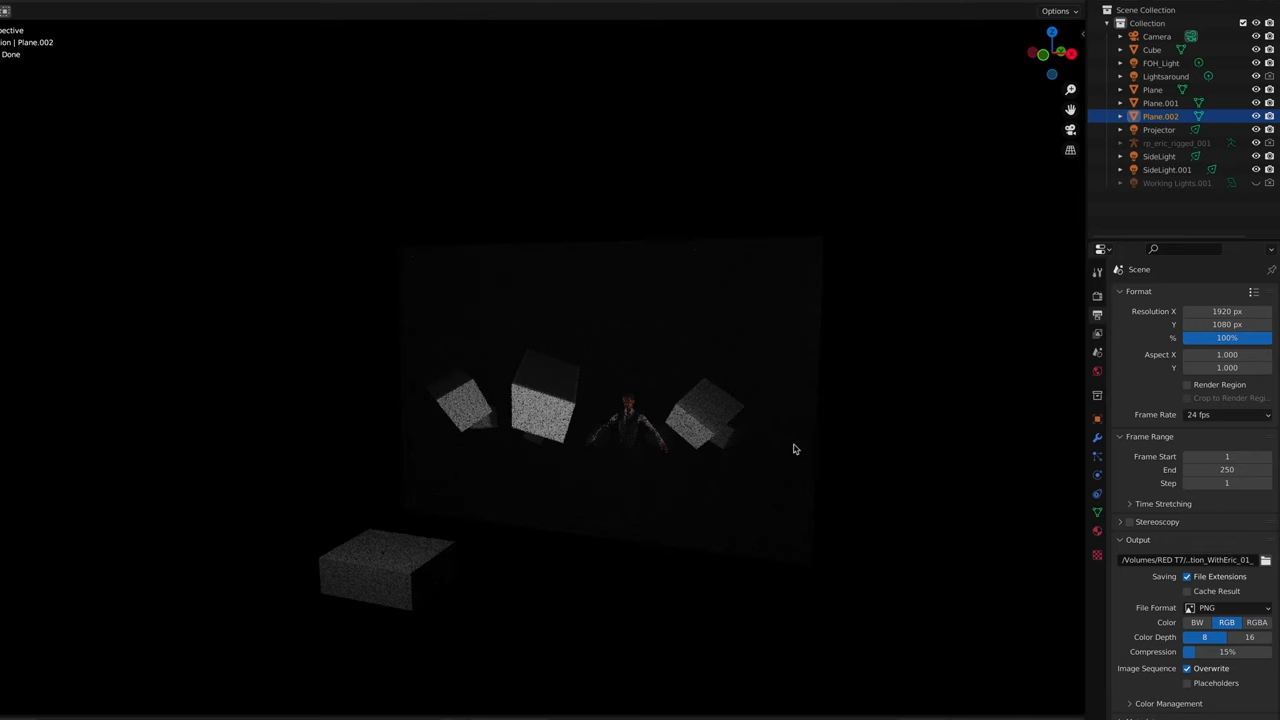 Options
pective
ion | Plane.002
Done
Z
Y
X
Scene Collection
Collection
Camera
Cube
FOH_Light
Lightsaround
Plane
Plane.001
Plane.002
Projector
rp_eric_rigged_001
SideLight
SideLight.001
Working Lights.001
Scene
Format
Resolution X 1920 px
Y 1080 px
% 100%
Aspect X 1.000
Y 1.000
Render Region
Crop to Render Regi...
Frame Rate 24 fps
Frame Range
Frame Start 1
End 250
Step 1
Time Stretching
Stereoscopy
Output
/Volumes/RED T7/...tion_WithEric_01_
Saving File Extensions
Cache Result
File Format PNG
Color BW RGB RGBA
Color Depth 8 16
Compression 15%
Image Sequence Overwrite
Placeholders
Color Management